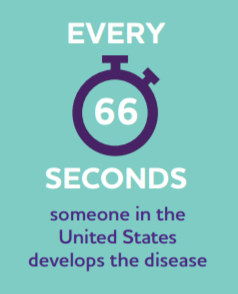 EVERY
66
SECONDS
someone in the
United States
develops the disease